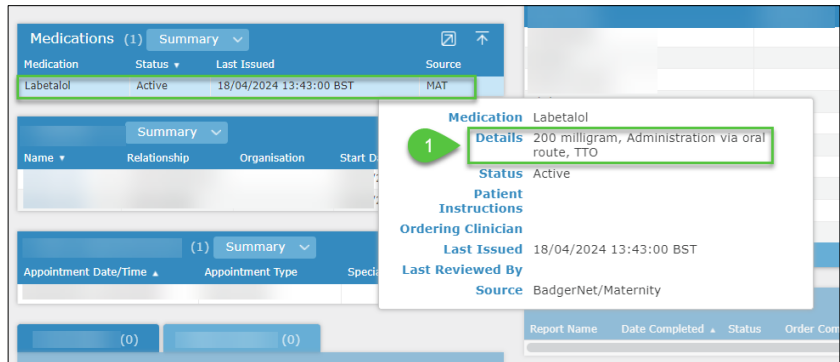 Medications (1) Summary
Medication Status Last Issued Source
Labetalol Active 18/04/2024 13:43:00 BST MAT
Summary
Name Relationship Organisation Start D
(1) Summary
Appointment Date/Time Appointment Type Specia
(0) (0)
1
Medication Labetalol
Details 200 milligram, Administration via oral
route, TTO
Status Active
Patient
Instructions
Ordering Clinician
Last Issued 18/04/2024 13:43:00 BST
Last Reviewed By
Source BadgerNet/Maternity
Report Name Date Completed Status Order Com